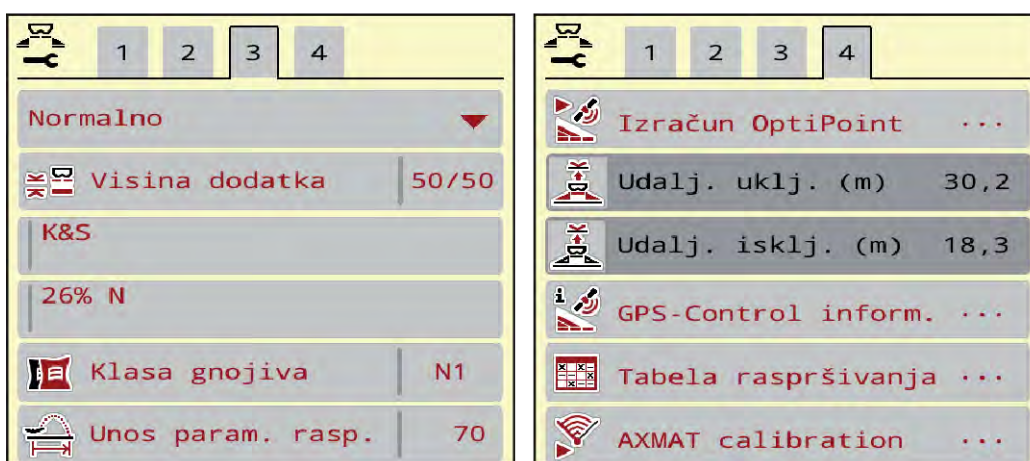 1 2 3 4
Normalno
Visina dodatka 50/50
K&S
26% N
Klasa gnojiva N1
Unos param. rasp. 70
1 2 3 4
Izračun OptiPoint ...
Udalj. uklj. (m) 30,2
Udalj. isklj. (m) 18,3
GPS-Control inform. ...
Tabela raspršivanja ...
AXMAT calibration ...